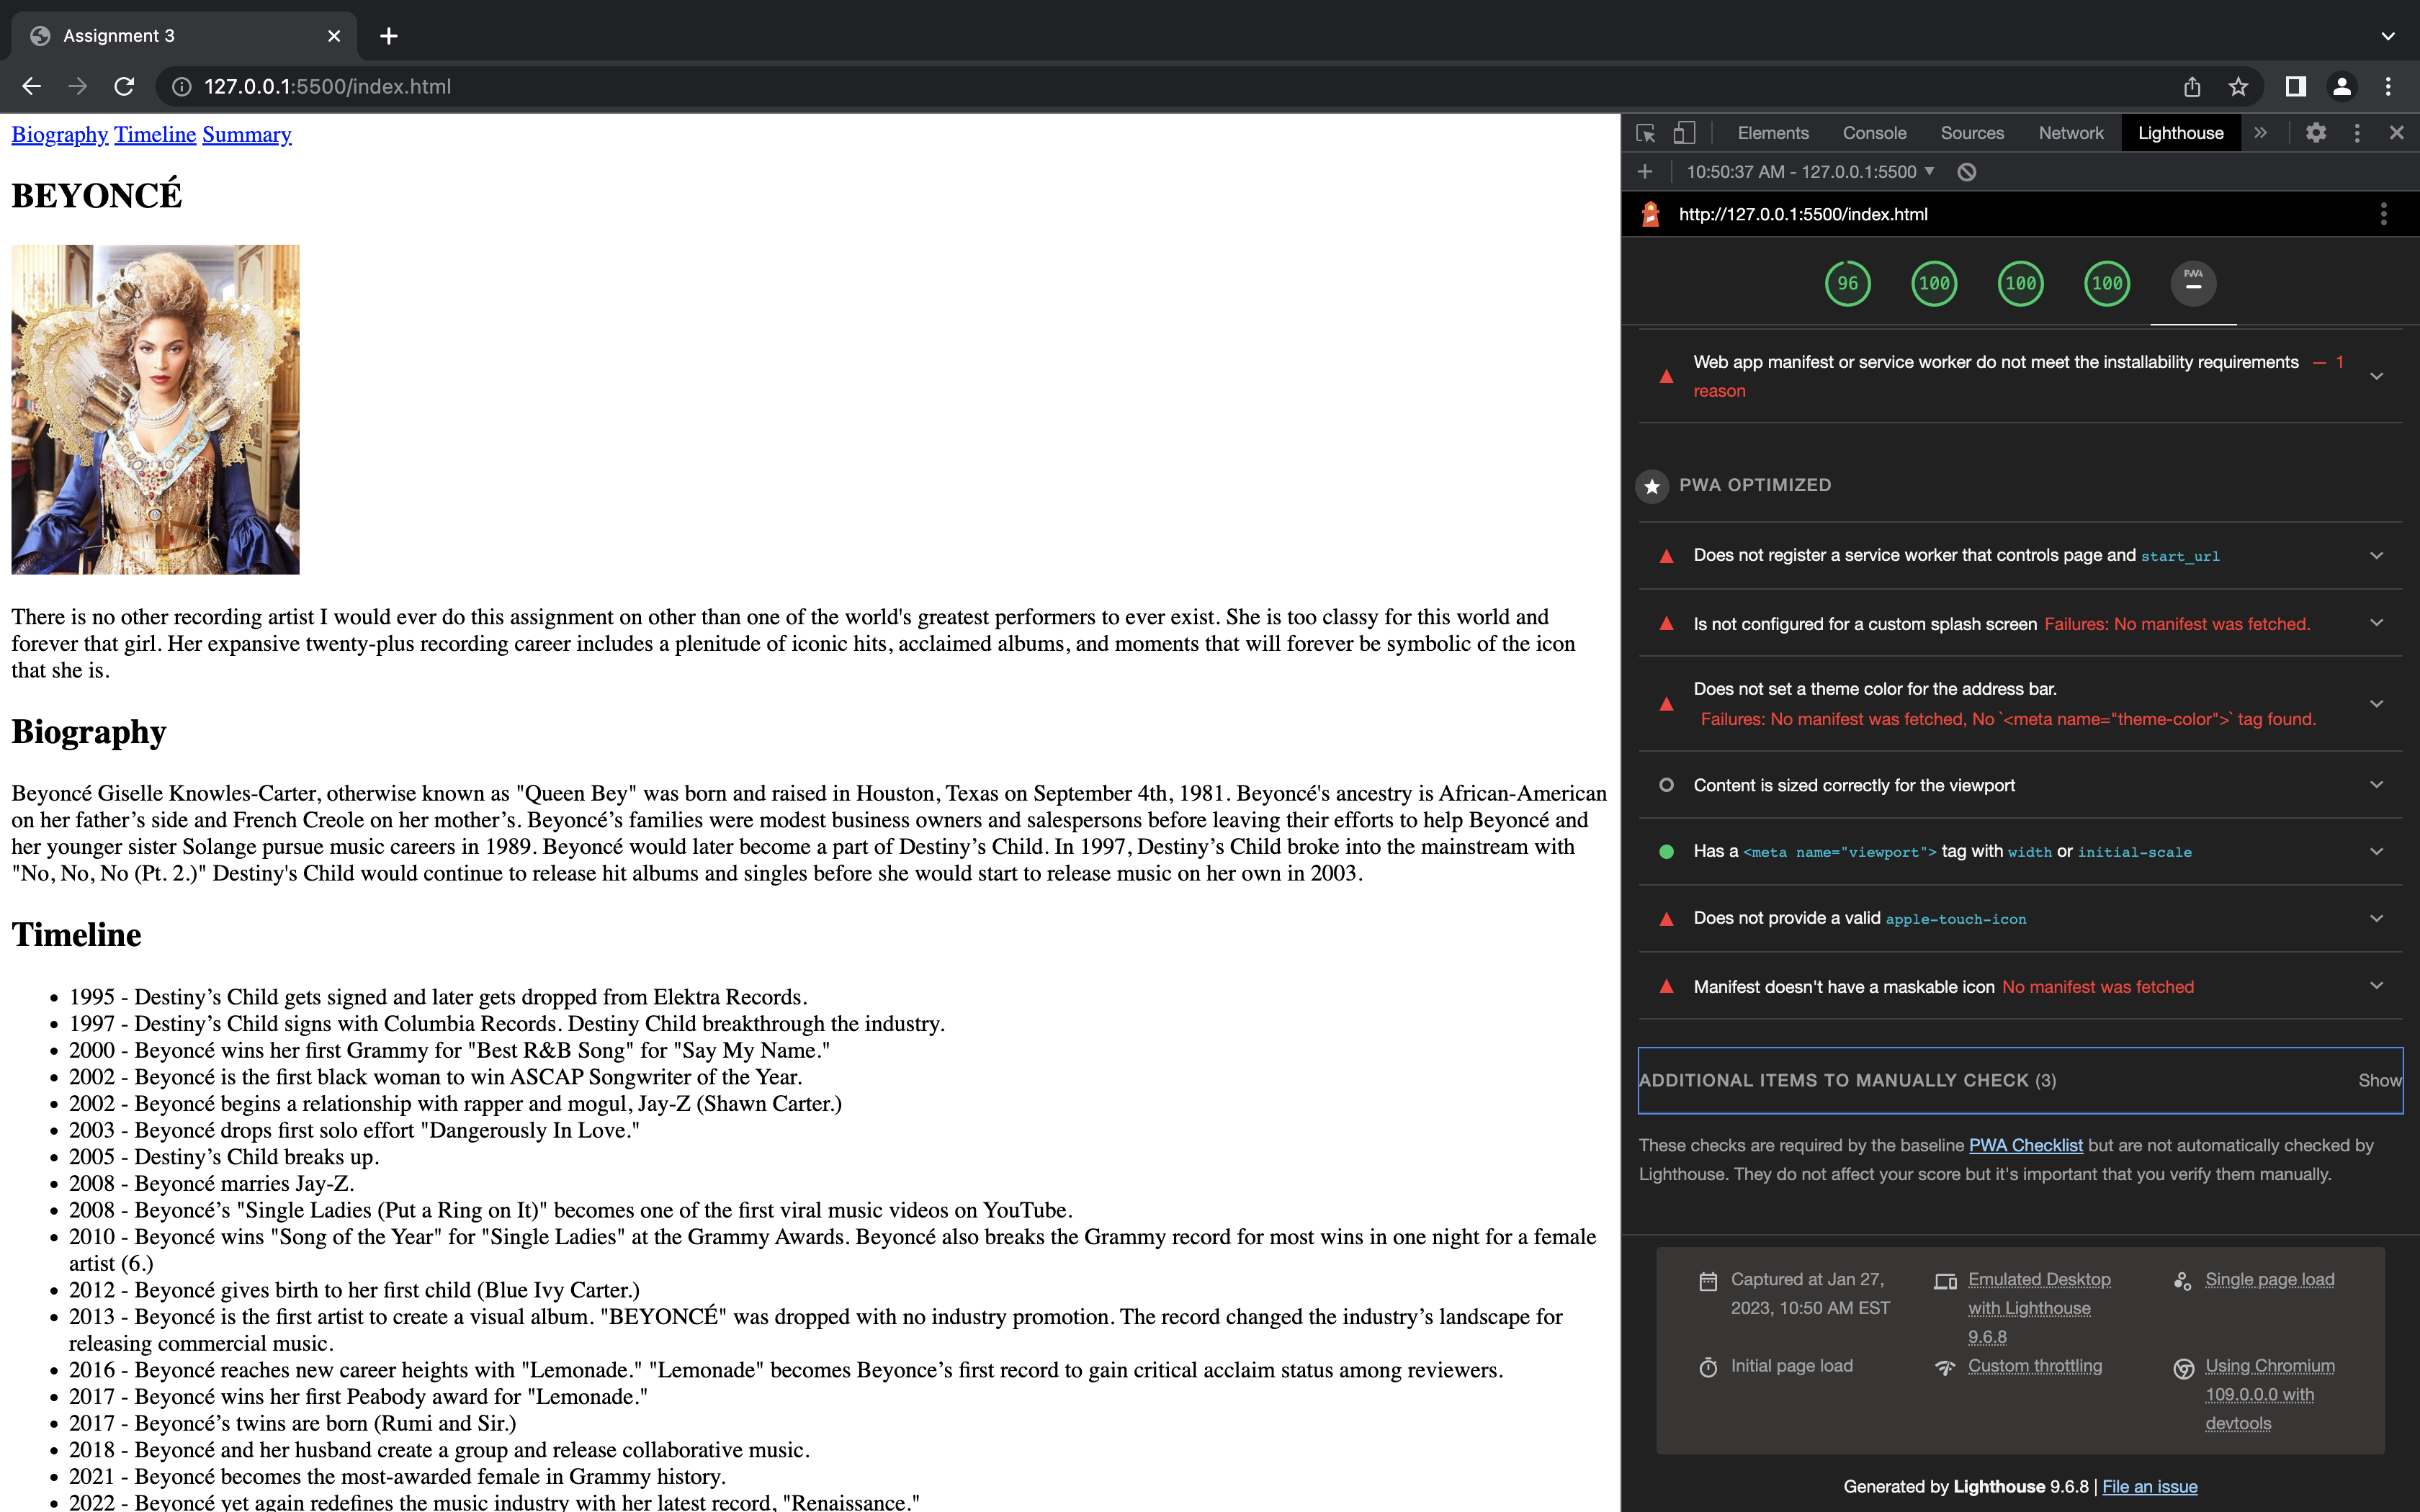 Assignment 3
127.0.0.1:5500/index.html
Biography Timeline Summary
BEYONCÉ
There is no other recording artist I would ever do this assignment on other than one of the world's greatest performers to ever exist. She is too classy for this world and
forever that girl. Her expansive twenty-plus recording career includes a plenitude of iconic hits, acclaimed albums, and moments that will forever be symbolic of the icon
that she is.
Biography
Beyoncé Giselle Knowles-Carter, otherwise known as "Queen Bey" was born and raised in Houston, Texas on September 4th, 1981. Beyoncé's ancestry is African-American
on her father’s side and French Creole on her mother’s. Beyoncé’s families were modest business owners and salespersons before leaving their efforts to help Beyoncé and
her younger sister Solange pursue music careers in 1989. Beyoncé would later become a part of Destiny’s Child. In 1997, Destiny’s Child broke into the mainstream with
"No, No, No (Pt. 2.)" Destiny's Child would continue to release hit albums and singles before she would start to release music on her own in 2003.
Timeline
• 1995 - Destiny’s Child gets signed and later gets dropped from Elektra Records.
• 1997 - Destiny’s Child signs with Columbia Records. Destiny Child breakthrough the industry.
• 2000 - Beyoncé wins her first Grammy for "Best R&B Song" for "Say My Name."
• 2002 - Beyoncé is the first black woman to win ASCAP Songwriter of the Year.
• 2002 - Beyoncé begins a relationship with rapper and mogul, Jay-Z (Shawn Carter.)
• 2003 - Beyoncé drops first solo effort "Dangerously In Love."
• 2005 - Destiny’s Child breaks up.
• 2008 - Beyoncé marries Jay-Z.
• 2008 - Beyoncé’s "Single Ladies (Put a Ring on It)" becomes one of the first viral music videos on YouTube.
• 2010 - Beyoncé wins "Song of the Year" for "Single Ladies" at the Grammy Awards. Beyoncé also breaks the Grammy record for most wins in one night for a female
artist (6.)
• 2012 - Beyoncé gives birth to her first child (Blue Ivy Carter.)
• 2013 - Beyoncé is the first artist to create a visual album. "BEYONCÉ" was dropped with no industry promotion. The record changed the industry’s landscape for
releasing commercial music.
• 2016 - Beyoncé reaches new career heights with "Lemonade." "Lemonade" becomes Beyonce’s first record to gain critical acclaim status among reviewers.
• 2017 - Beyoncé wins her first Peabody award for "Lemonade."
• 2017 - Beyoncé’s twins are born (Rumi and Sir.)
• 2018 - Beyoncé and her husband create a group and release collaborative music.
• 2021 - Beyoncé becomes the most-awarded female in Grammy history.
• 2022 - Beyoncé yet again redefines the music industry with her latest record, "Renaissance."
Elements Console Sources Network Lighthouse
10:50:37 AM - 127.0.0.1:5500
http://127.0.0.1:5500/index.html
96 100 100 100 PWA
Web app manifest or service worker do not meet the installability requirements — 1
reason
PWA OPTIMIZED
Does not register a service worker that controls page and start_url
Is not configured for a custom splash screen Failures: No manifest was fetched.
Does not set a theme color for the address bar.
Failures: No manifest was fetched, No `<meta name="theme-color">` tag found.
Content is sized correctly for the viewport
Has a <meta name="viewport"> tag with width or initial-scale
Does not provide a valid apple-touch-icon
Manifest doesn't have a maskable icon No manifest was fetched
ADDITIONAL ITEMS TO MANUALLY CHECK (3) Show
These checks are required by the baseline PWA Checklist but are not automatically checked by
Lighthouse. They do not affect your score but it's important that you verify them manually.
Captured at Jan 27,
2023, 10:50 AM EST
Emulated Desktop
with Lighthouse
9.6.8
Single page load
Initial page load
Custom throttling
Using Chromium
109.0.0.0 with
devtools
Generated by Lighthouse 9.6.8 | File an issue